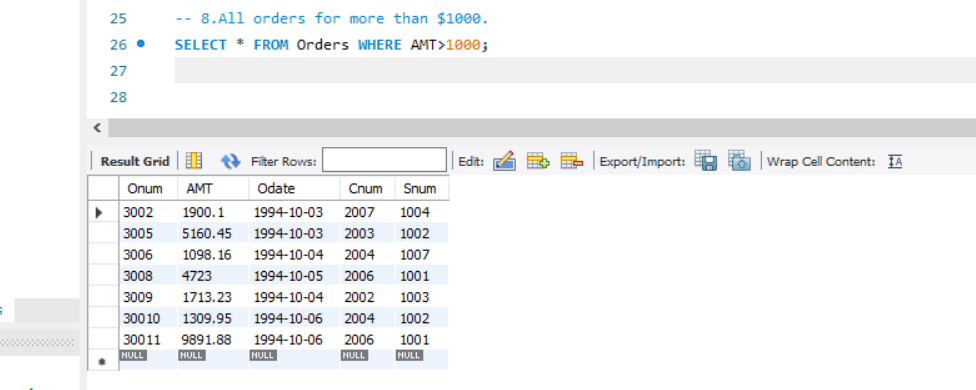 25 -- 8.All orders for more than $1000.
26 SELECT * FROM Orders WHERE AMT>1000;
27
28
Result Grid Filter Rows: Edit: Export/Import: Wrap Cell Content:
Onum AMT Odate Cnum Snum
3002 1900.1 1994-10-03 2007 1004
3005 5160.45 1994-10-03 2003 1002
3006 1098.16 1994-10-04 2004 1007
3008 4723 1994-10-05 2006 1001
3009 1713.23 1994-10-04 2002 1003
30010 1309.95 1994-10-06 2004 1002
30011 9891.88 1994-10-06 2006 1001
NULL NULL NULL NULL NULL